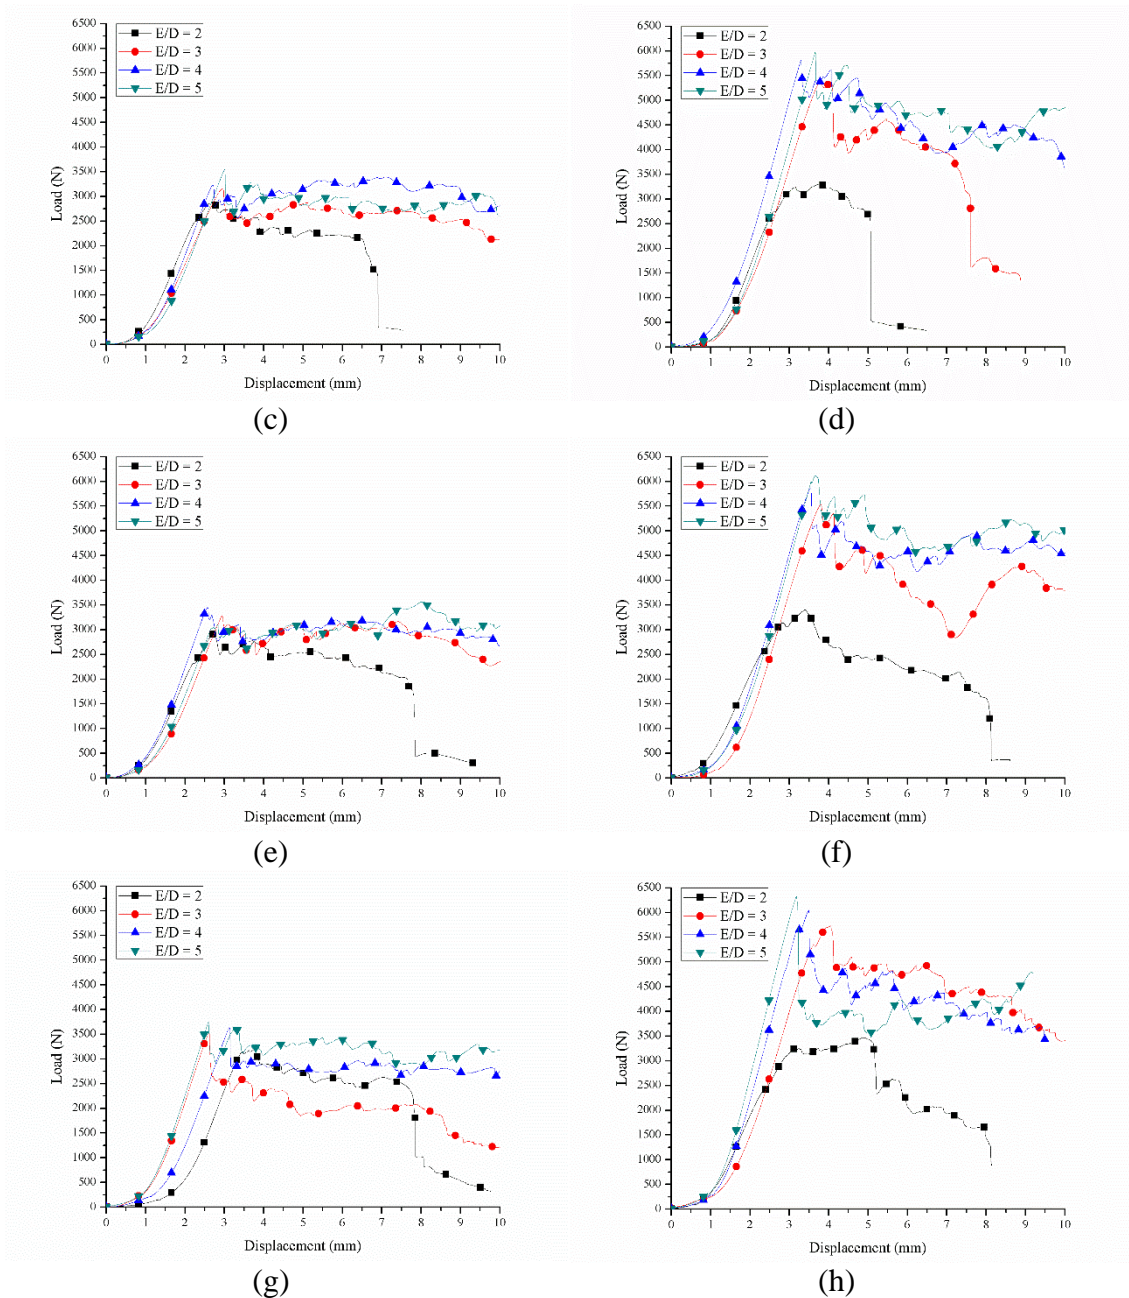 6500
6000
5500
5000
4500
4000
3500
3000
2500
2000
1500
1000
500
0
Load (N)
E/D = 2
E/D = 3
E/D = 4
E/D = 5
0 1 2 3 4 5 6 7 8 9 10
Displacement (mm)
(c)
6500
6000
5500
5000
4500
4000
3500
3000
2500
2000
1500
1000
500
0
Load (N)
E/D = 2
E/D = 3
E/D = 4
E/D = 5
0 1 2 3 4 5 6 7 8 9 10
Displacement (mm)
(d)
6500
6000
5500
5000
4500
4000
3500
3000
2500
2000
1500
1000
500
0
Load (N)
E/D = 2
E/D = 3
E/D = 4
E/D = 5
0 1 2 3 4 5 6 7 8 9 10
Displacement (mm)
(e)
6500
6000
5500
5000
4500
4000
3500
3000
2500
2000
1500
1000
500
0
Load (N)
E/D = 2
E/D = 3
E/D = 4
E/D = 5
0 1 2 3 4 5 6 7 8 9 10
Displacement (mm)
(f)
6500
6000
5500
5000
4500
4000
3500
3000
2500
2000
1500
1000
500
0
Load (N)
E/D = 2
E/D = 3
E/D = 4
E/D = 5
0 1 2 3 4 5 6 7 8 9 10
Displacement (mm)
(g)
6500
6000
5500
5000
4500
4000
3500
3000
2500
2000
1500
1000
500
0
Load (N)
E/D = 2
E/D = 3
E/D = 4
E/D = 5
0 1 2 3 4 5 6 7 8 9 10
Displacement (mm)
(h)